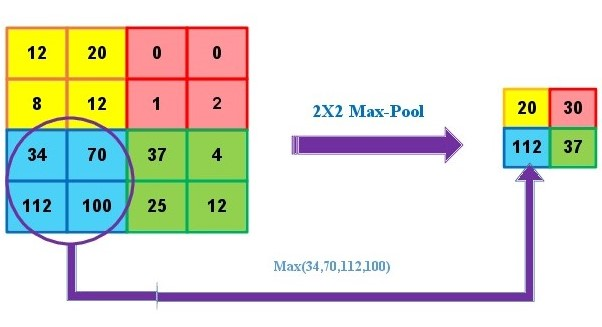 12 20 0 0
8 12 1 2
34 70 37 4
112 100 25 12
2X2 Max-Pool
20 30
112 37
Max(34,70,112,100)